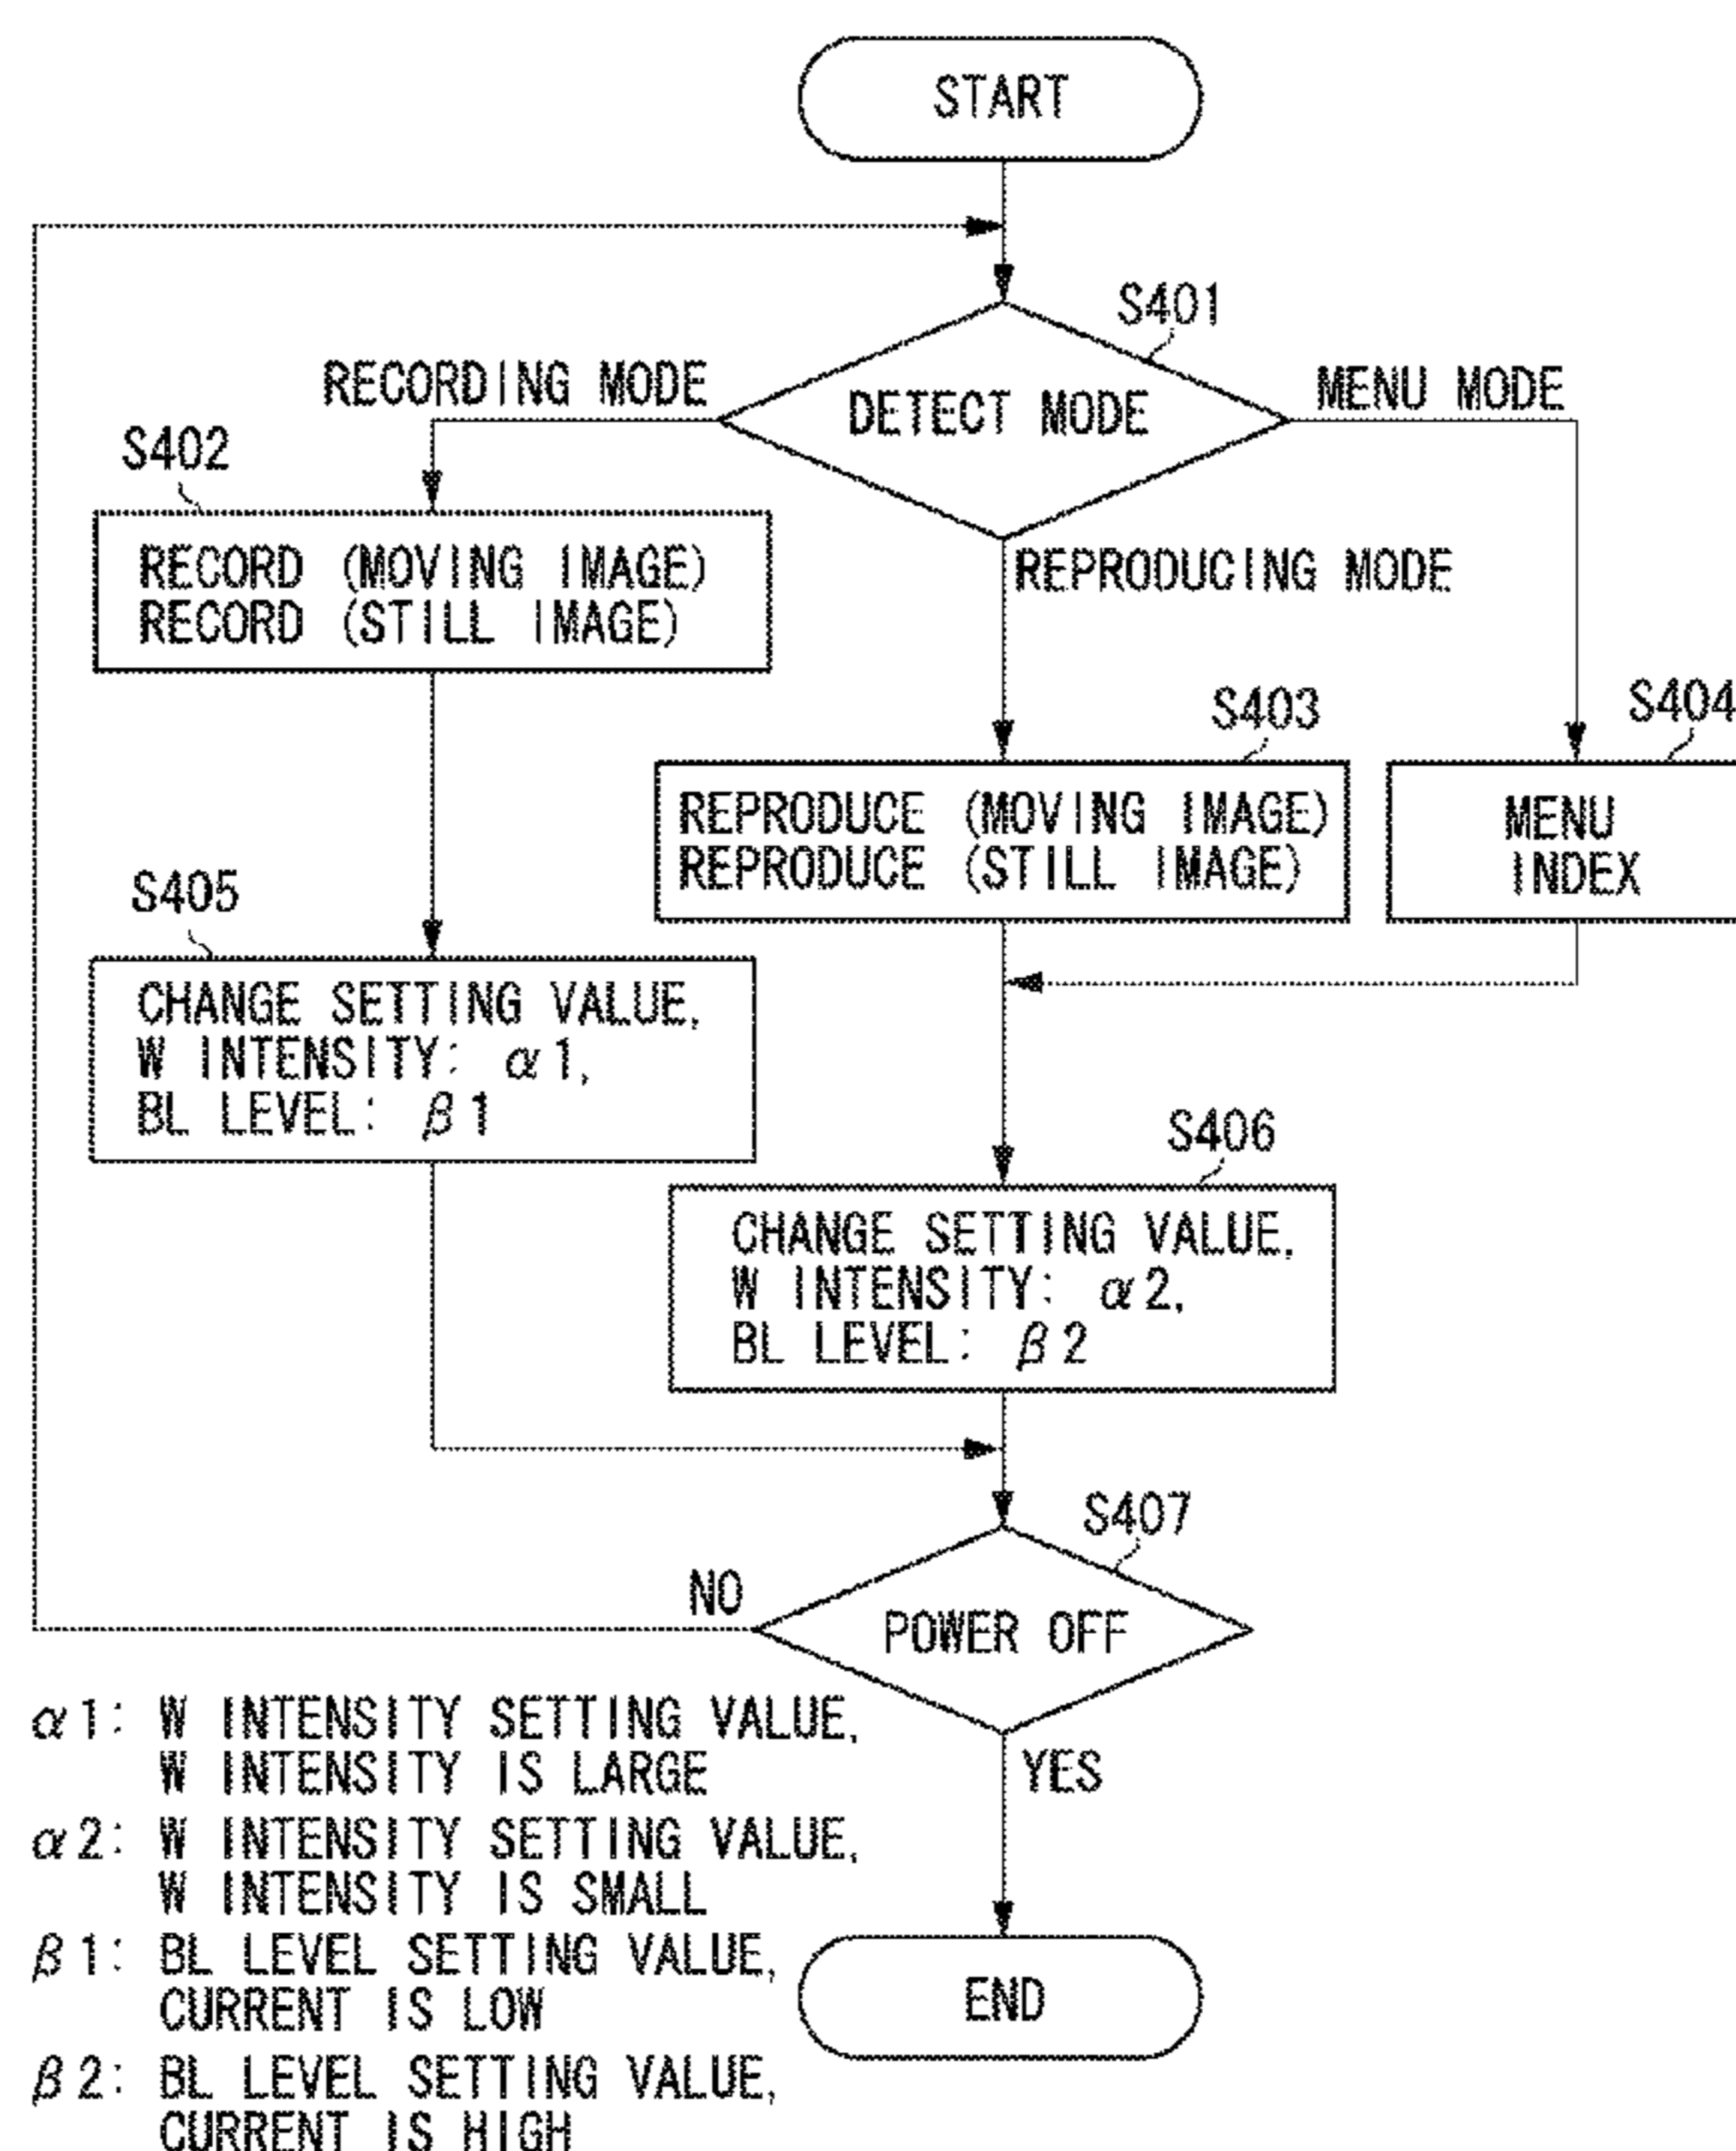 START
S401
RECORDING MODE
DETECT MODE
MENU MODE
S402
RECORD (MOVING IMAGE)
RECORD (STILL IMAGE)
REPRODUCING MODE
S403
S404
REPRODUCE (MOVING IMAGE)
REPRODUCE (STILL IMAGE)
MENU
INDEX
S405
CHANGE SETTING VALUE,
W INTENSITY: α1,
BL LEVEL: β1
S406
CHANGE SETTING VALUE,
W INTENSITY: α2,
BL LEVEL: β2
S407
NO
POWER OFF
YES
α1: W INTENSITY SETTING VALUE,
W INTENSITY IS LARGE
α2: W INTENSITY SETTING VALUE,
W INTENSITY IS SMALL
β1: BL LEVEL SETTING VALUE,
CURRENT IS LOW
β2: BL LEVEL SETTING VALUE,
CURRENT IS HIGH
END